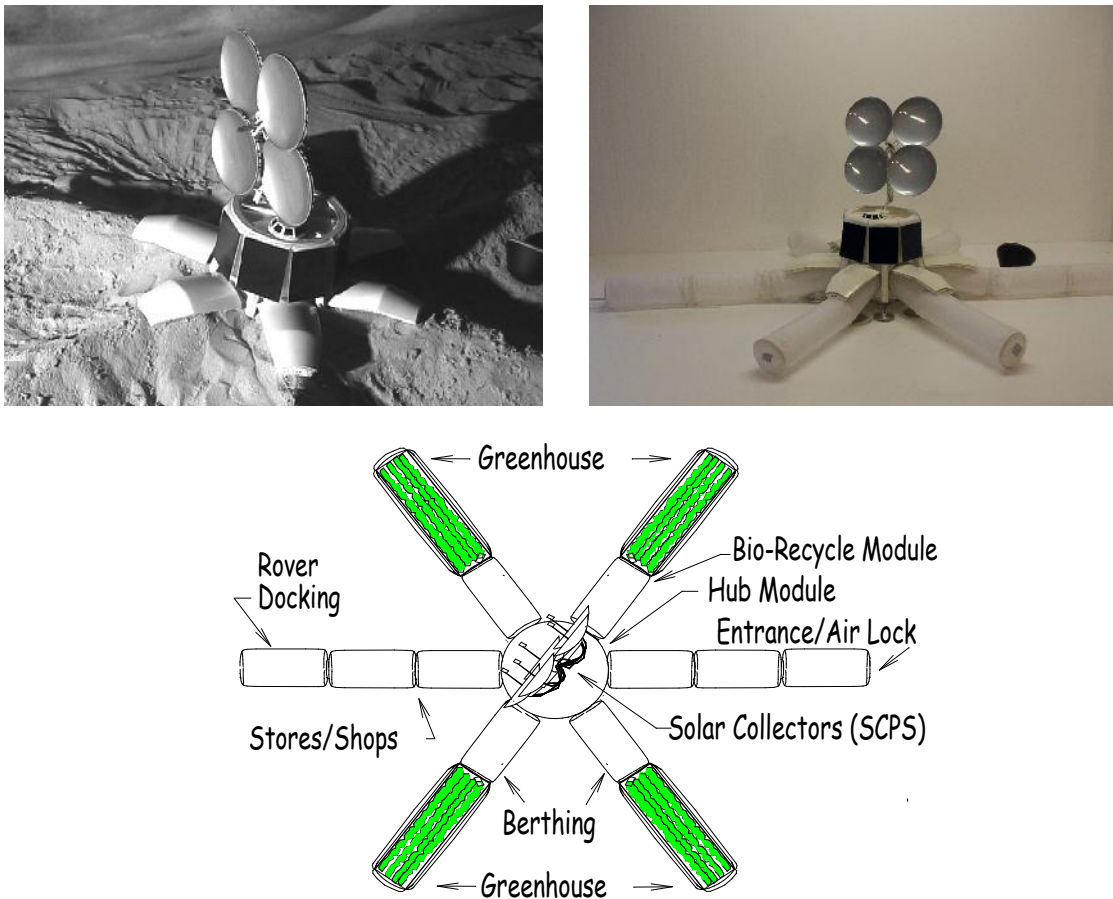 Greenhouse
Bio-Recycle Module
Rover
Docking
Hub Module
Entrance/Air Lock
Solar Collectors (SCPS)
Stores/Shops
Berthing
Greenhouse